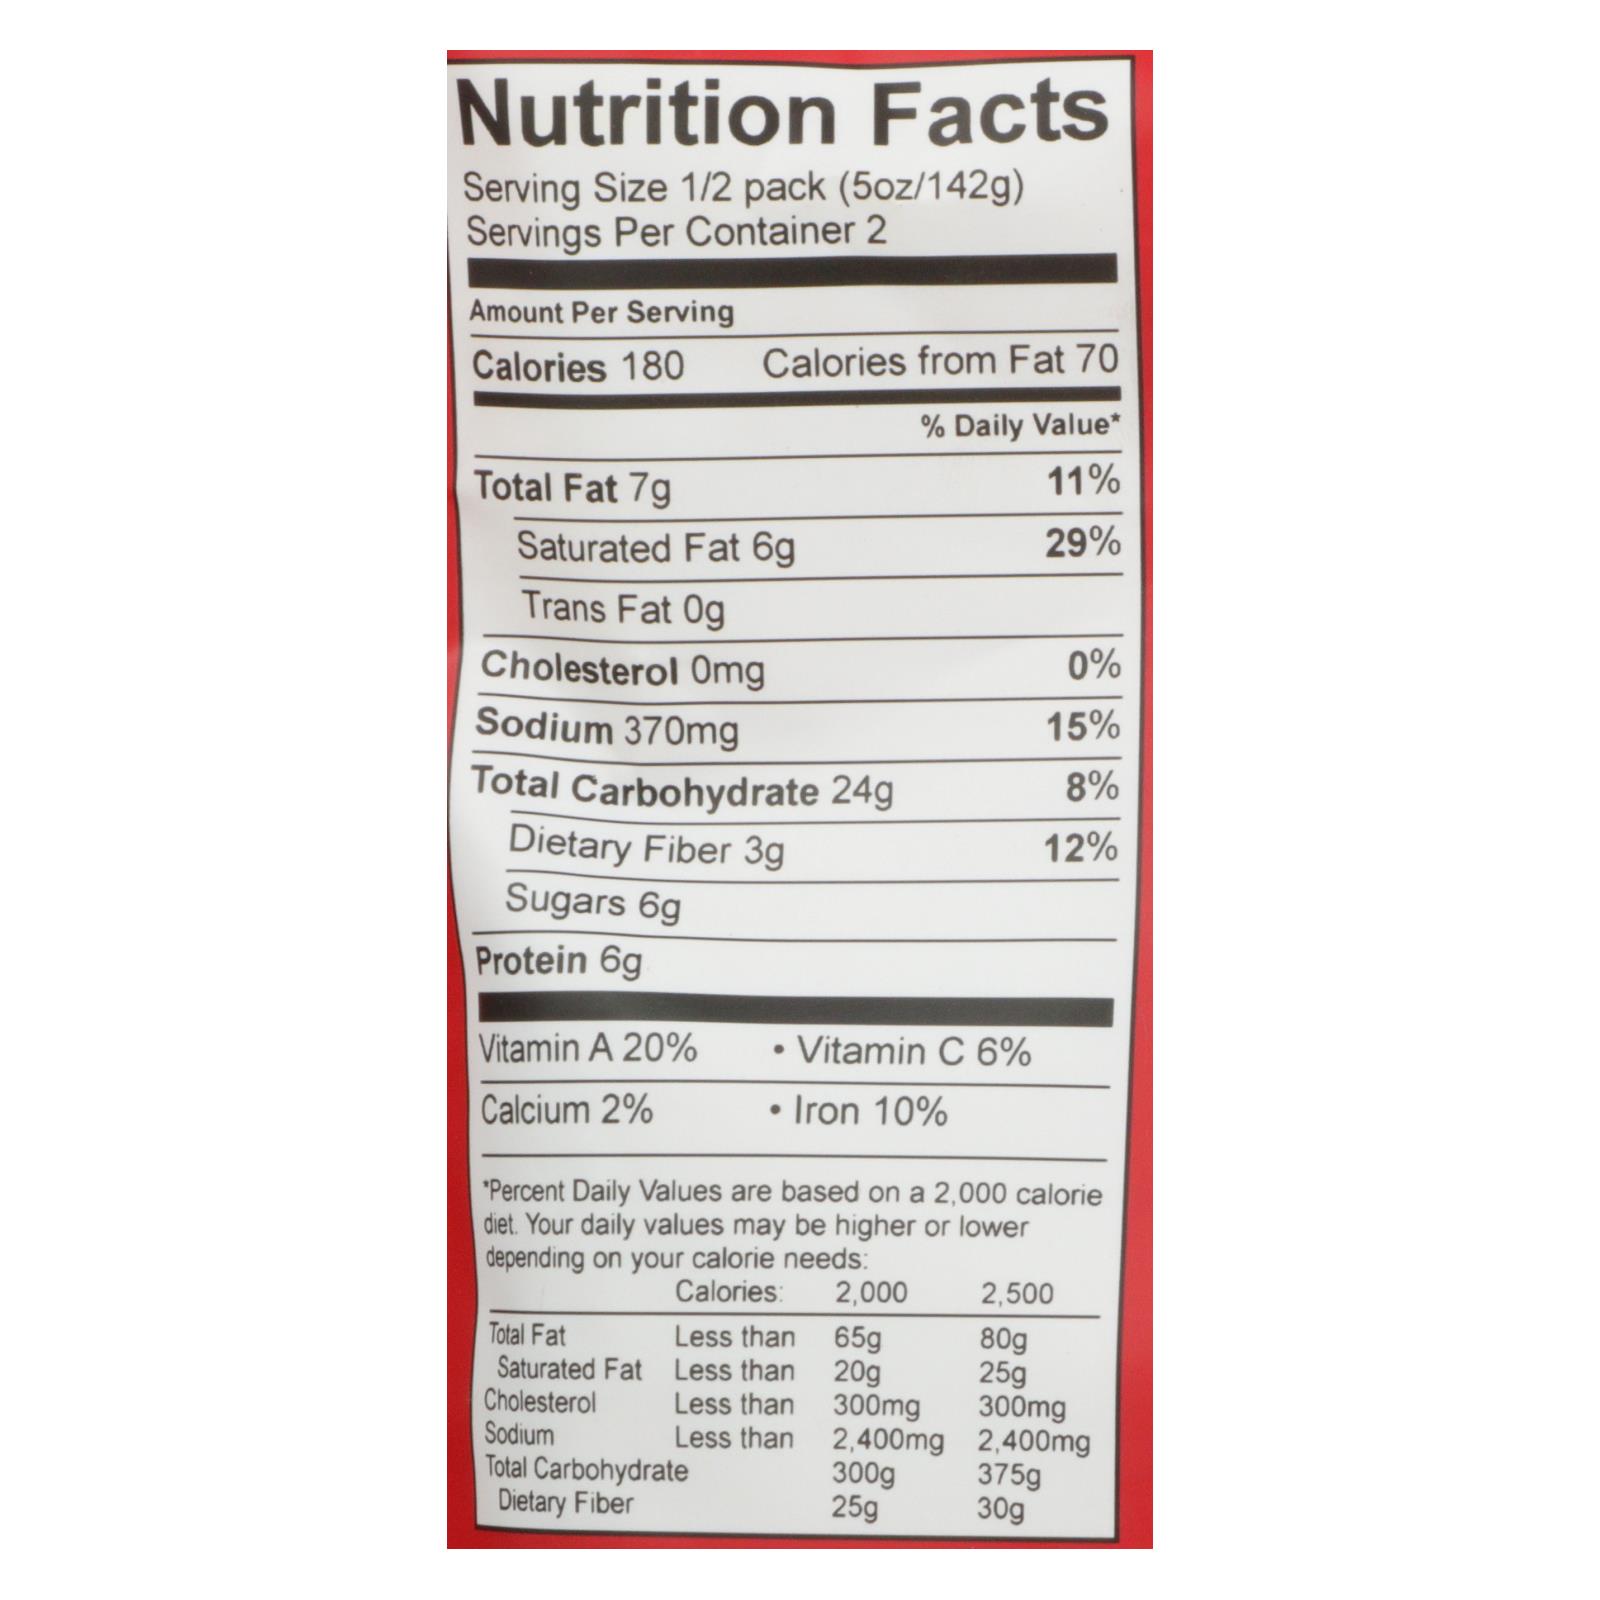 Nutrition Facts
Serving Size 1/2 pack (5oz/142g)
Servings Per Container 2
Amount Per Serving
Calories 180 Calories from Fat 70
% Daily Value*
Total Fat 7g 11%
Saturated Fat 6g 29%
Trans Fat 0g
Cholesterol 0mg 0%
Sodium 370mg 15%
Total Carbohydrate 24g 8%
Dietary Fiber 3g 12%
Sugars 6g
Protein 6g
Vitamin A 20% • Vitamin C 6%
Calcium 2% • Iron 10%
*Percent Daily Values are based on a 2,000 calorie
diet. Your daily values may be higher or lower
depending on your calorie needs:
Calories: 2,000 2,500
Total Fat Less than 65g 80g
Saturated Fat Less than 20g 25g
Cholesterol Less than 300mg 300mg
Sodium Less than 2,400mg 2,400mg
Total Carbohydrate 300g 375g
Dietary Fiber 25g 30g